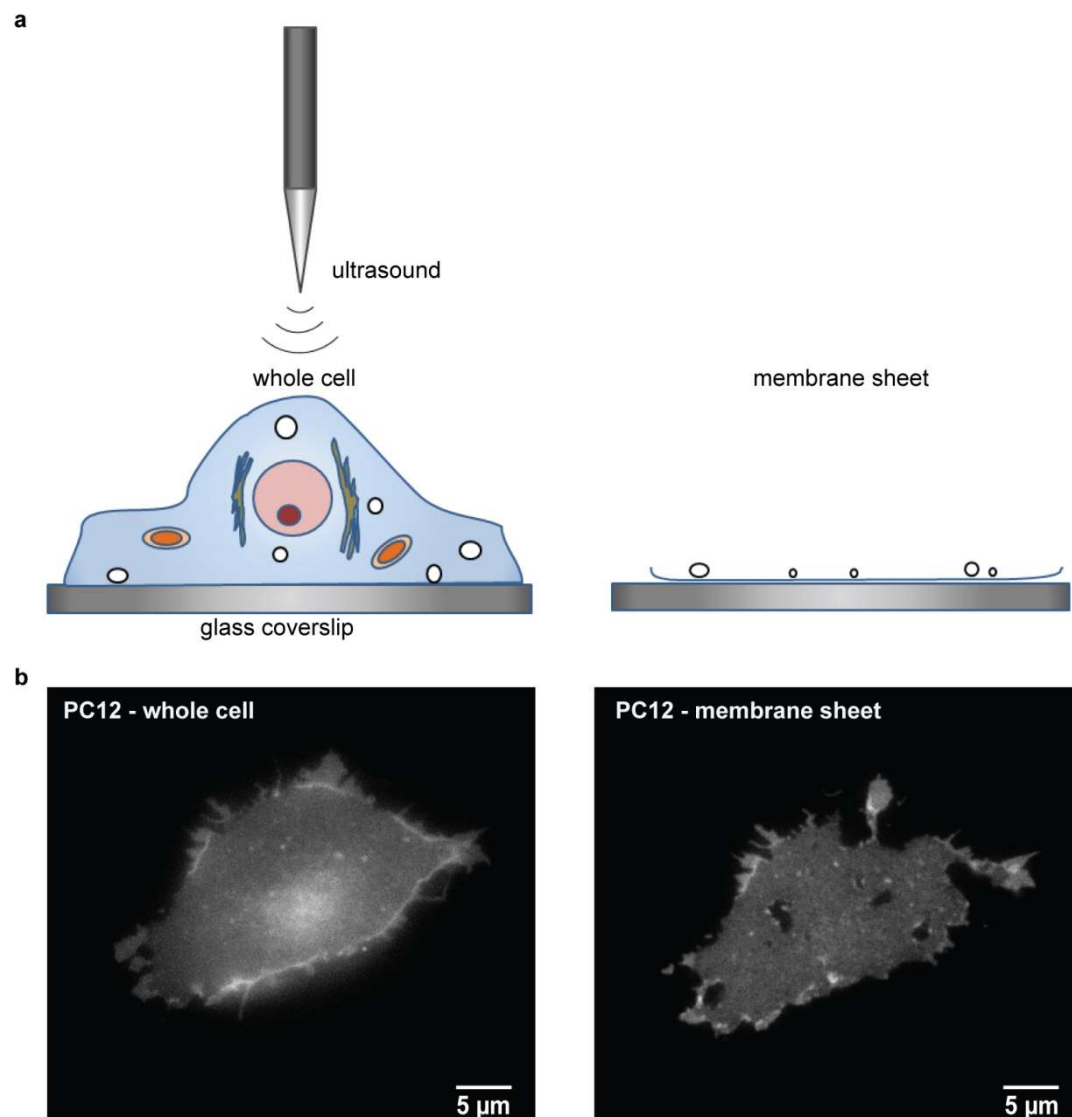 a
ultrasound
whole cell
membrane sheet
glass coverslip
b
PC12 - whole cell
PC12 - membrane sheet
5 µm
5 µm